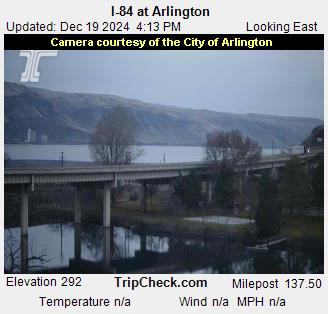 I-84 at Arlington
Updated: Dec 19 2024 4:13 PM Looking East
Camera courtesy of the City of Arlington
Elevation 292 TripCheck.com Milepost 137.50
Temperature n/a Wind n/a MPH n/a